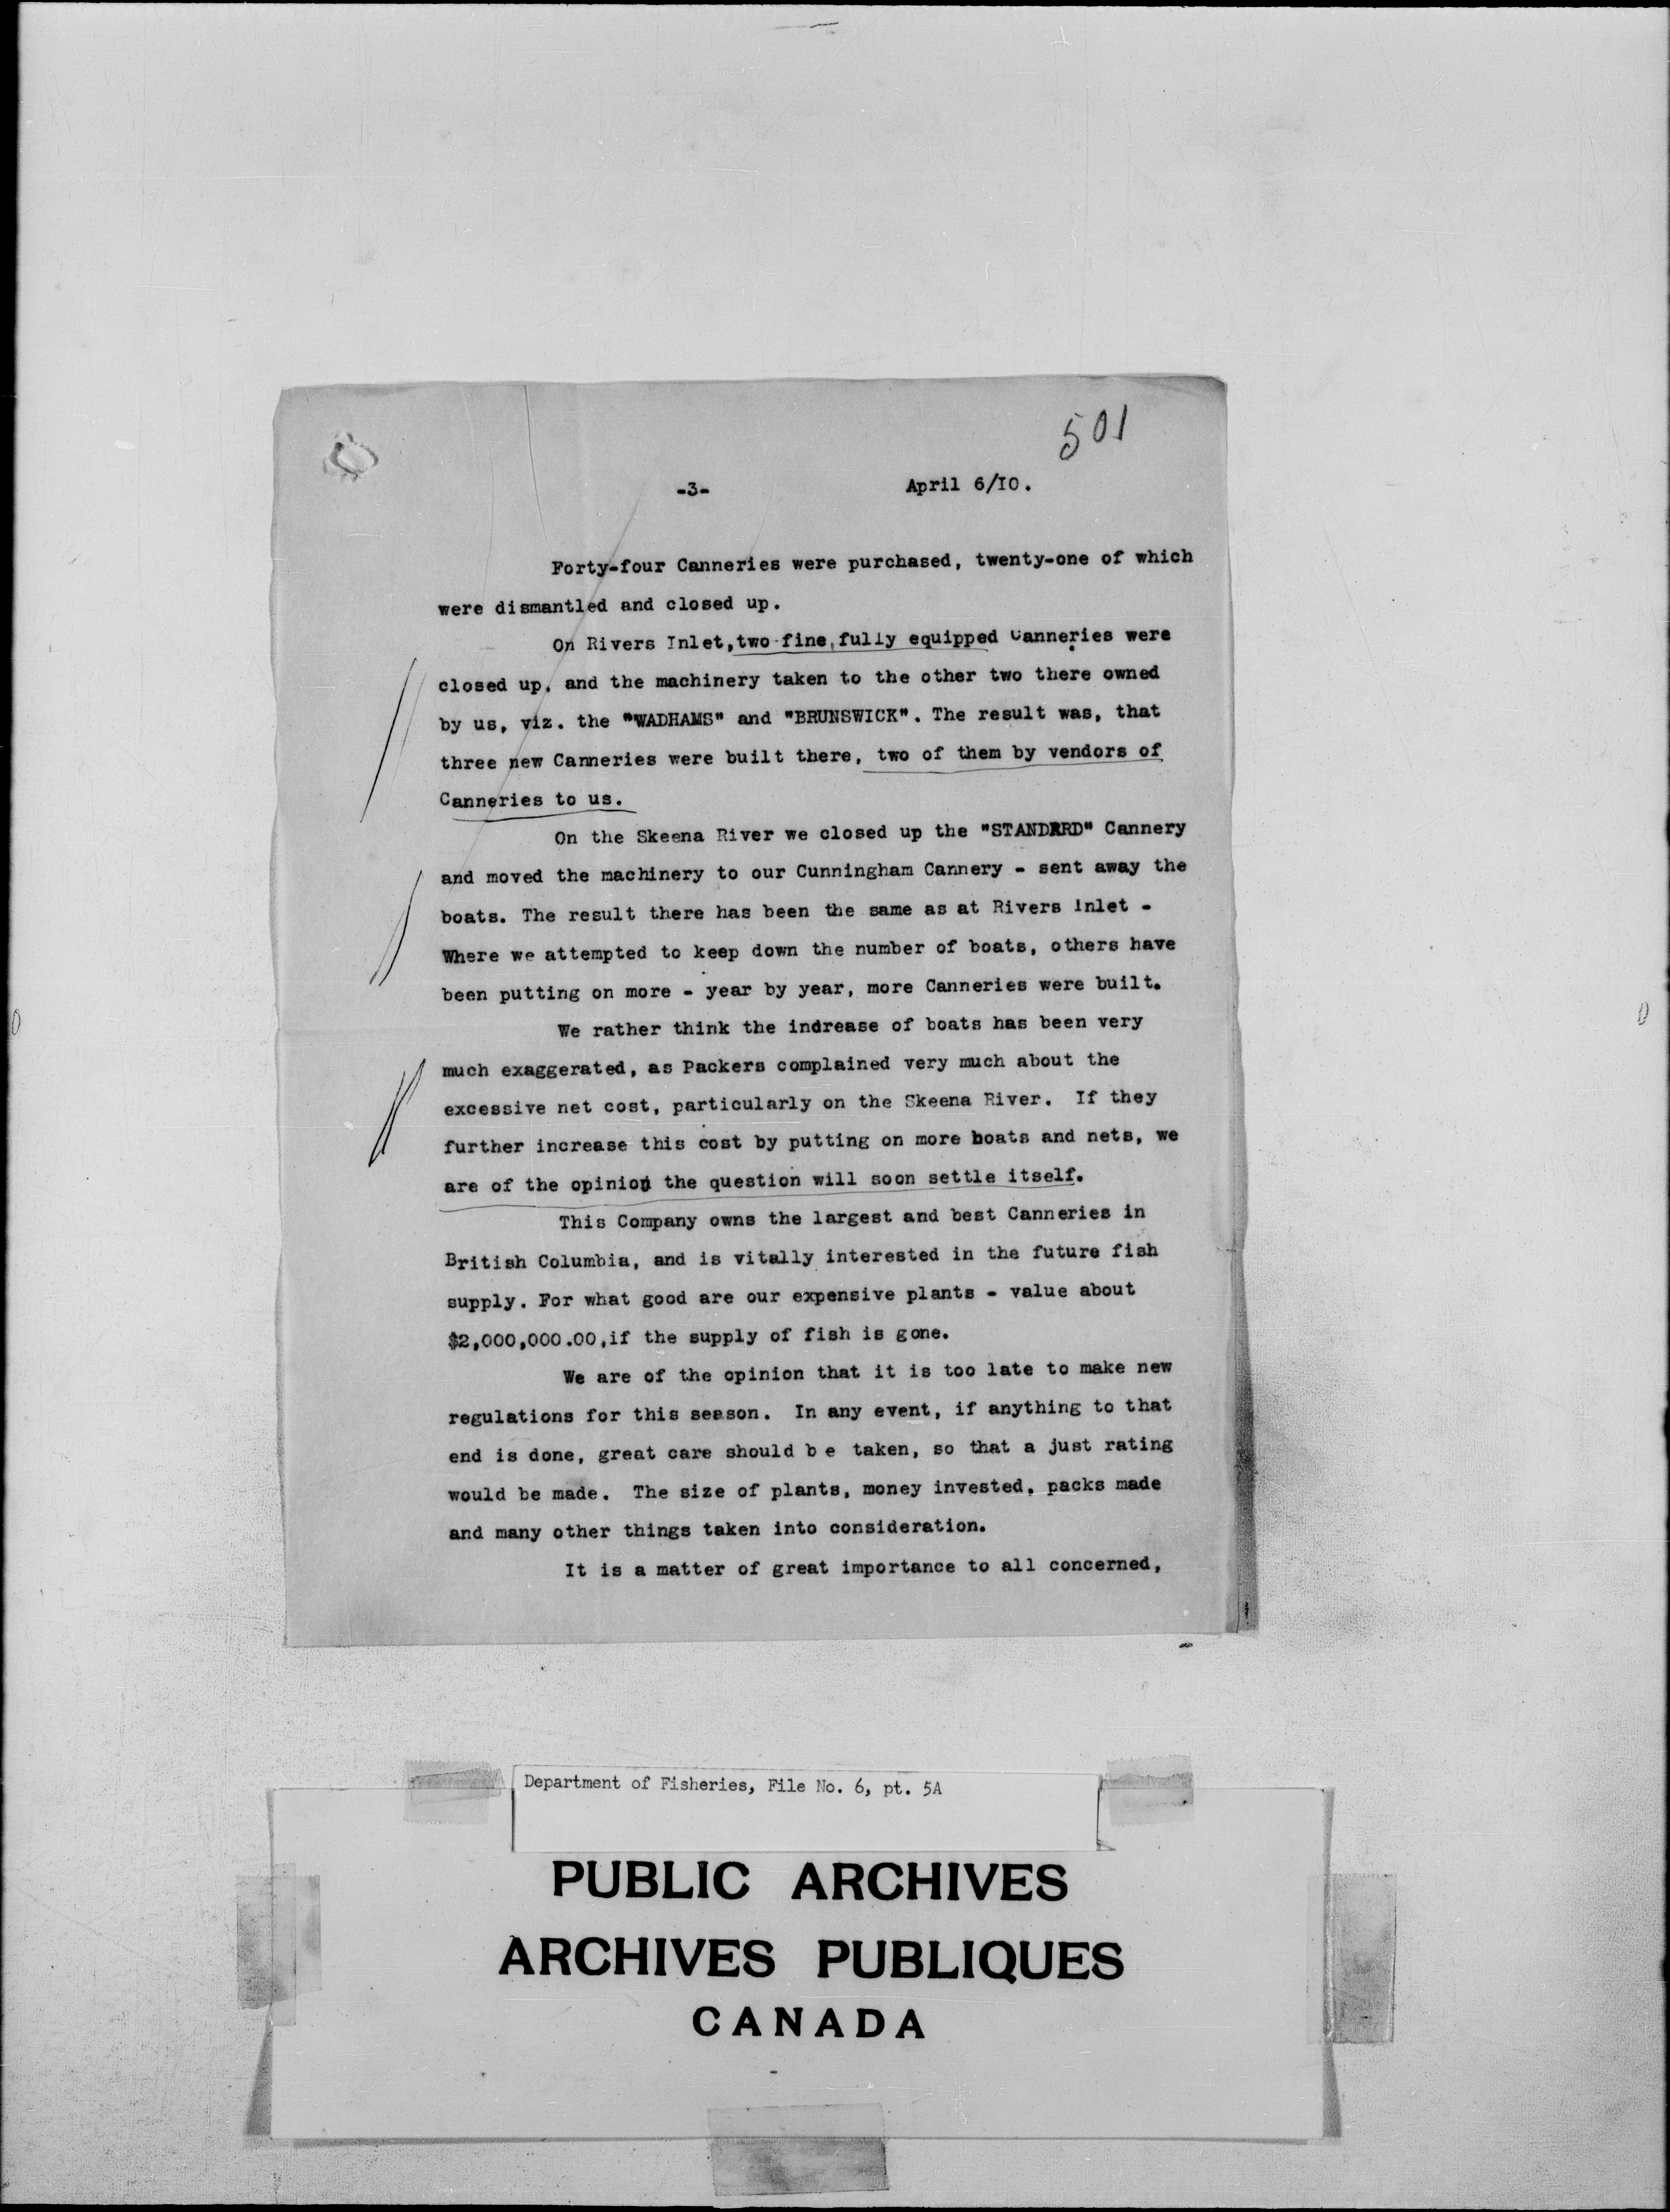 501
-3- April 6/IO.
Forty-four Canneries were purchased, twenty-one of which
were dismantled and closed up.
On Rivers Inlet, two fine, fully equipped Canneries were
closed up, and the machinery taken to the other two there owned
by us, viz. the "WADHAMS" and "BRUNSWICK". The result was, that
three new Canneries were built there, two of them by vendors of
Canneries to us.
On the Skeena River we closed up the "STANDARD" Cannery
and moved the machinery to our Cunningham Cannery - sent away the
boats. The result there has been the same as at Rivers Inlet -
Where we attempted to keep down the number of boats, others have
been putting on more - year by year, more Canneries were built.
We rather think the indrease of boats has been very
much exaggerated, as Packers complained very much about the
excessive net cost, particularly on the Skeena River. If they
further increase this cost by putting on more boats and nets, we
are of the opinion the question will soon settle itself.
This Company owns the largest and best Canneries in
British Columbia, and is vitally interested in the future fish
supply. For what good are our expensive plants - value about
$2,000,000.00,if the supply of fish is gone.
We are of the opinion that it is too late to make new
regulations for this season. In any event, if anything to that
end is done, great care should b e taken, so that a just rating
would be made. The size of plants, money invested, packs made
and many other things taken into consideration.
It is a matter of great importance to all concerned,
Department of Fisheries, File No. 6, pt. 5A
PUBLIC ARCHIVES
ARCHIVES PUBLIQUES
CANADA